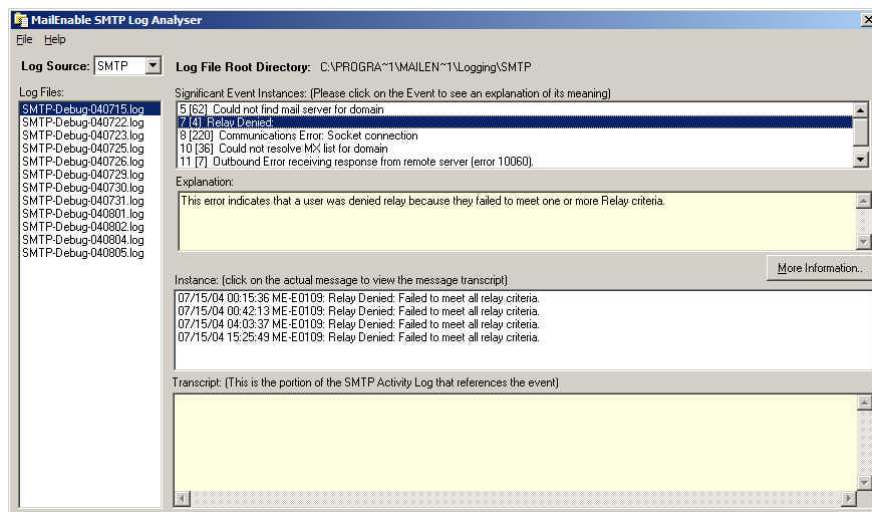 MailEnable SMTP Log Analyser
File Help
Log Source: SMTP
Log File Root Directory: C:\PROGRA~1\MAILEN~1\Logging\SMTP
Log Files:
SMTP-Debug-040715.log
SMTP-Debug-040722.log
SMTP-Debug-040723.log
SMTP-Debug-040725.log
SMTP-Debug-040726.log
SMTP-Debug-040729.log
SMTP-Debug-040730.log
SMTP-Debug-040731.log
SMTP-Debug-040801.log
SMTP-Debug-040802.log
SMTP-Debug-040804.log
SMTP-Debug-040805.log
Significant Event Instances: (Please click on the Event to see an explanation of its meaning)
5 [62] Could not find mail server for domain
7 [4] Relay Denied:
8 [220] Communications Error: Socket connection
10 [36] Could not resolve MX list for domain
11 [7] Outbound Error receiving response from remote server (error 10060).
Explanation:
This error indicates that a user was denied relay because they failed to meet one or more Relay criteria.
More Information..
Instance: (click on the actual message to view the message transcript)
07/15/04 00:15:36 ME-E0109: Relay Denied: Failed to meet all relay criteria.
07/15/04 00:42:13 ME-E0109: Relay Denied: Failed to meet all relay criteria.
07/15/04 04:03:37 ME-E0109: Relay Denied: Failed to meet all relay criteria.
07/15/04 15:25:49 ME-E0109: Relay Denied: Failed to meet all relay criteria.
Transcript: (This is the portion of the SMTP Activity Log that references the event)